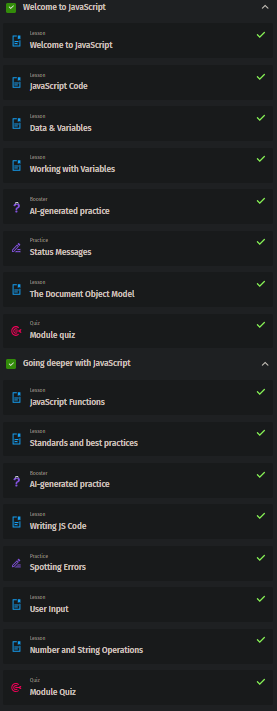 Welcome to JavaScript
Lesson
Welcome to JavaScript
Lesson
JavaScript Code
Lesson
Data & Variables
Lesson
Working with Variables
Booster
AI-generated practice
Practice
Status Messages
Lesson
The Document Object Model
Quiz
Module quiz
Going deeper with JavaScript
Lesson
JavaScript Functions
Lesson
Standards and best practices
Booster
AI-generated practice
Lesson
Writing JS Code
Practice
Spotting Errors
Lesson
User Input
Lesson
Number and String Operations
Quiz
Module Quiz